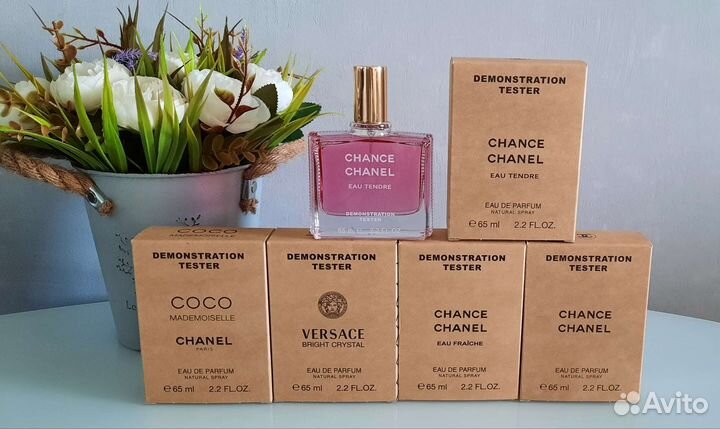 DEMONSTRATION
TESTER
CHANCE
CHANEL
EAU TENDRE
EAU DE PARFUM
NATURAL SPRAY
℮ 65 ml 2.2 FL.OZ.
CHANCE
CHANEL
EAU TENDRE
DEMONSTRATION
TESTER
COCO
MADEMOISELLE
DEMONSTRATION
TESTER
COCO
MADEMOISELLE
CHANEL
PARIS
EAU DE PARFUM
NATURAL SPRAY
℮ 65 ml 2.2 FL.OZ.
DEMONSTRATION
TESTER
VERSACE
BRIGHT CRYSTAL
EAU DE PARFUM
NATURAL SPRAY
℮ 65 ml 2.2 FL.OZ.
DEMONSTRATION
TESTER
CHANCE
CHANEL
EAU FRAÎCHE
EAU DE PARFUM
NATURAL SPRAY
℮ 65 ml 2.2 FL.OZ.
DEMONSTRATION
TESTER
CHANCE
CHANEL
EAU DE PARFUM
NATURAL SPRAY
℮ 65 ml 2.2 FL.OZ.
Avito